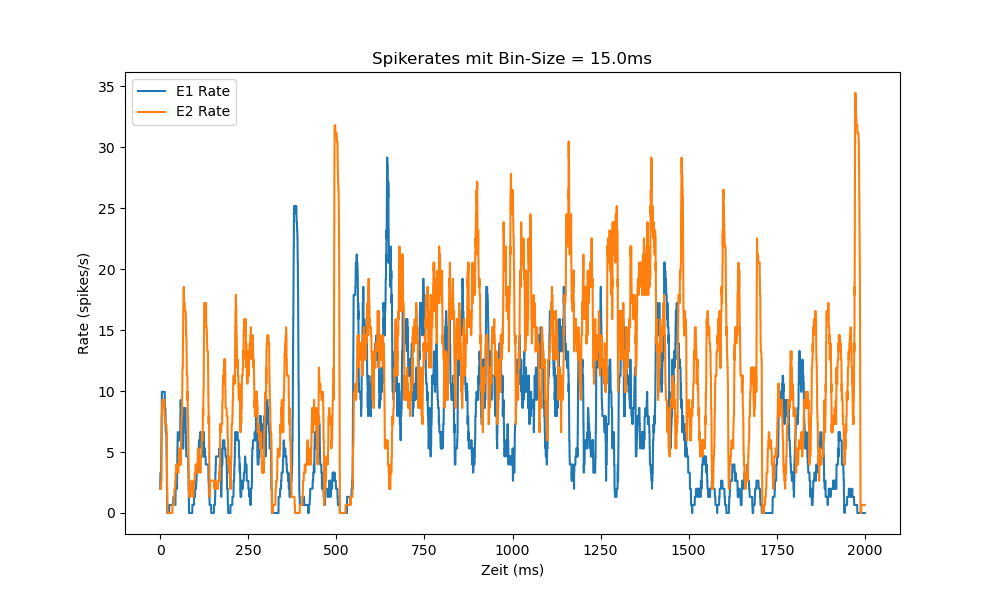 Spikerates mit Bin-Size = 15.0ms
E1 Rate
E2 Rate
35
30
25
20
15
10
5
0
Rate (spikes/s)
0 250 500 750 1000 1250 1500 1750 2000
Zeit (ms)